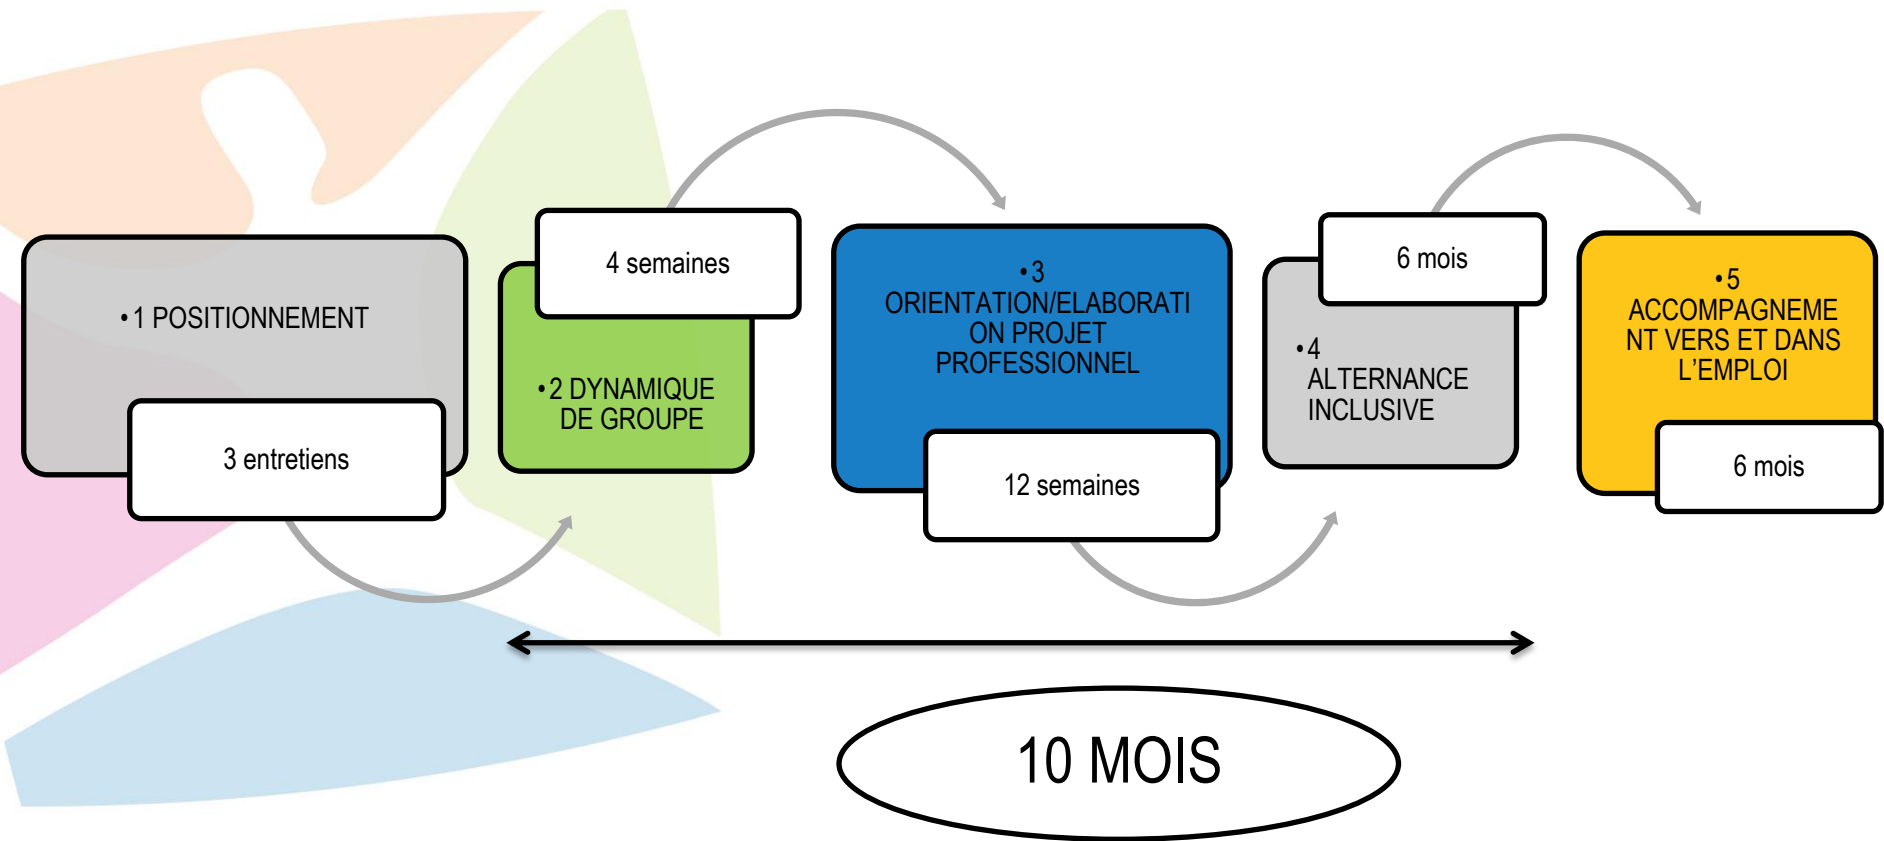 • 1 POSITIONNEMENT
3 entretiens
4 semaines
• 2 DYNAMIQUE
DE GROUPE
• 3
ORIENTATION/ELABORATI
ON PROJET
PROFESSIONNEL
12 semaines
6 mois
• 4
ALTERNANCE
INCLUSIVE
• 5
ACCOMPAGNEME
NT VERS ET DANS
L’EMPLOI
6 mois
10 MOIS